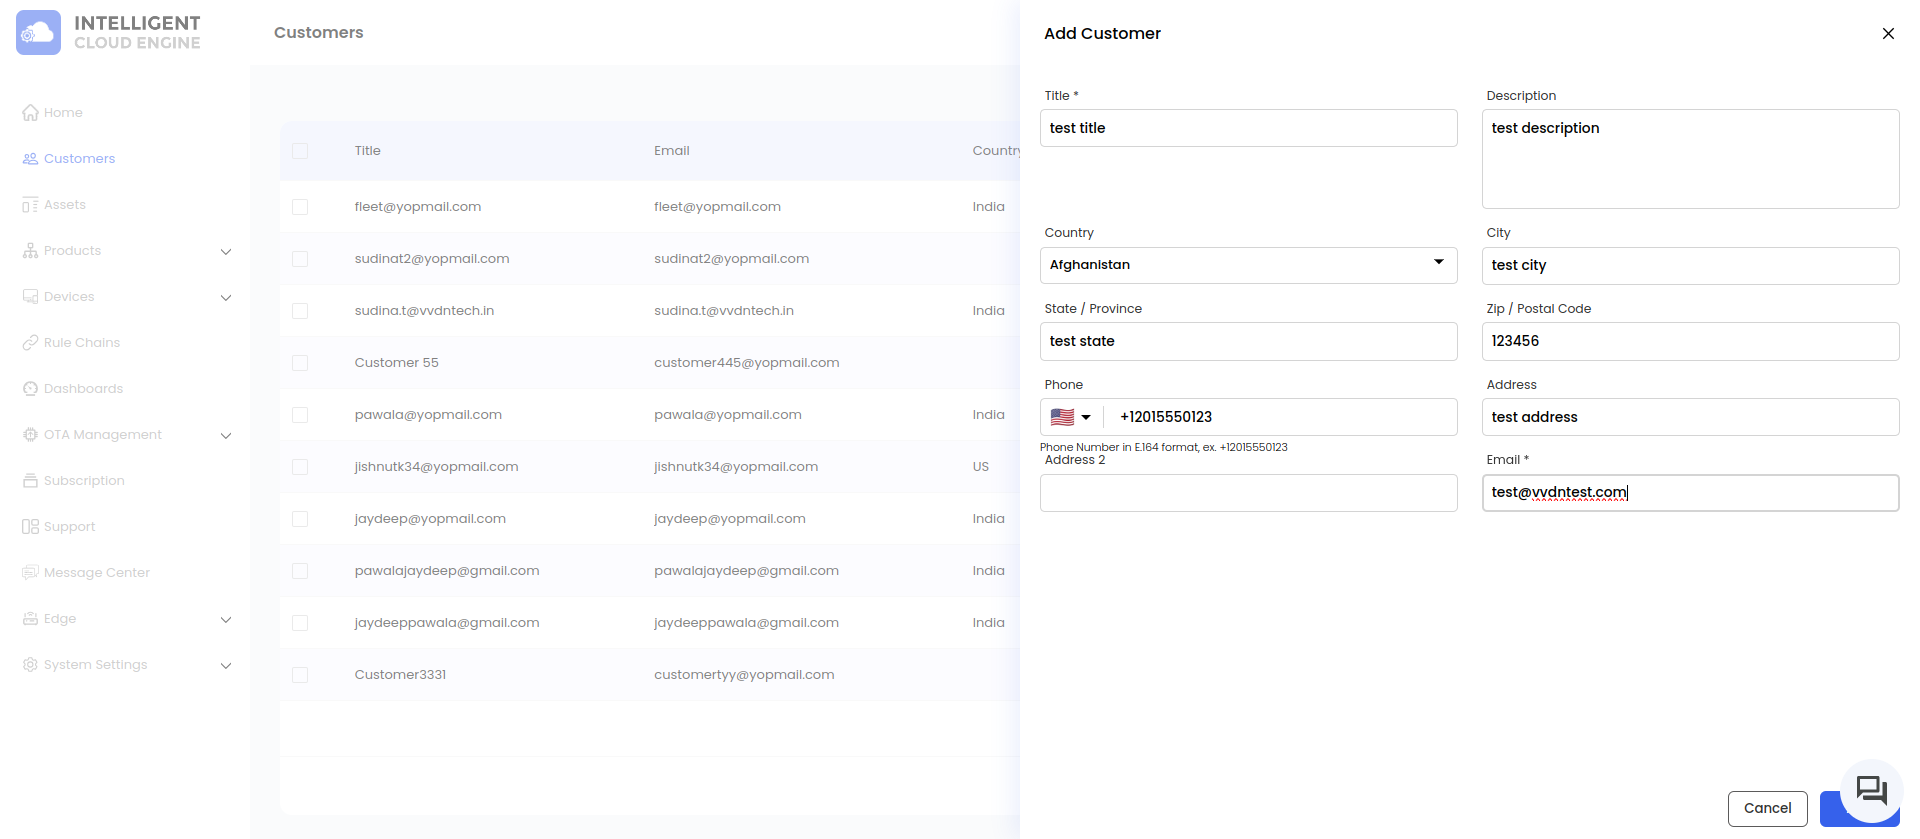 INTELLIGENT
CLOUD ENGINE
Home
Customers
Assets
Products
Devices
Rule Chains
Dashboards
OTA Management
Subscription
Support
Message Center
Edge
System Settings
Customers
Title Email Country
fleet@yopmail.com fleet@yopmail.com India
sudinat2@yopmail.com sudinat2@yopmail.com
sudina.t@vvdntech.in sudina.t@vvdntech.in India
Customer 55 customer445@yopmail.com
pawala@yopmail.com pawala@yopmail.com India
jishnutk34@yopmail.com jishnutk34@yopmail.com US
jaydeep@yopmail.com jaydeep@yopmail.com India
pawalajaydeep@gmail.com pawalajaydeep@gmail.com India
jaydeeppawala@gmail.com jaydeeppawala@gmail.com India
Customer3331 customertyy@yopmail.com
Add Customer
Title * Description
test title test description
Country City
Afghanistan test city
State / Province Zip / Postal Code
test state 123456
Phone Address
+12015550123 test address
Phone Number in E.164 format, ex. +12015550123
Address 2 Email *
test@vvdntest.com
Cancel